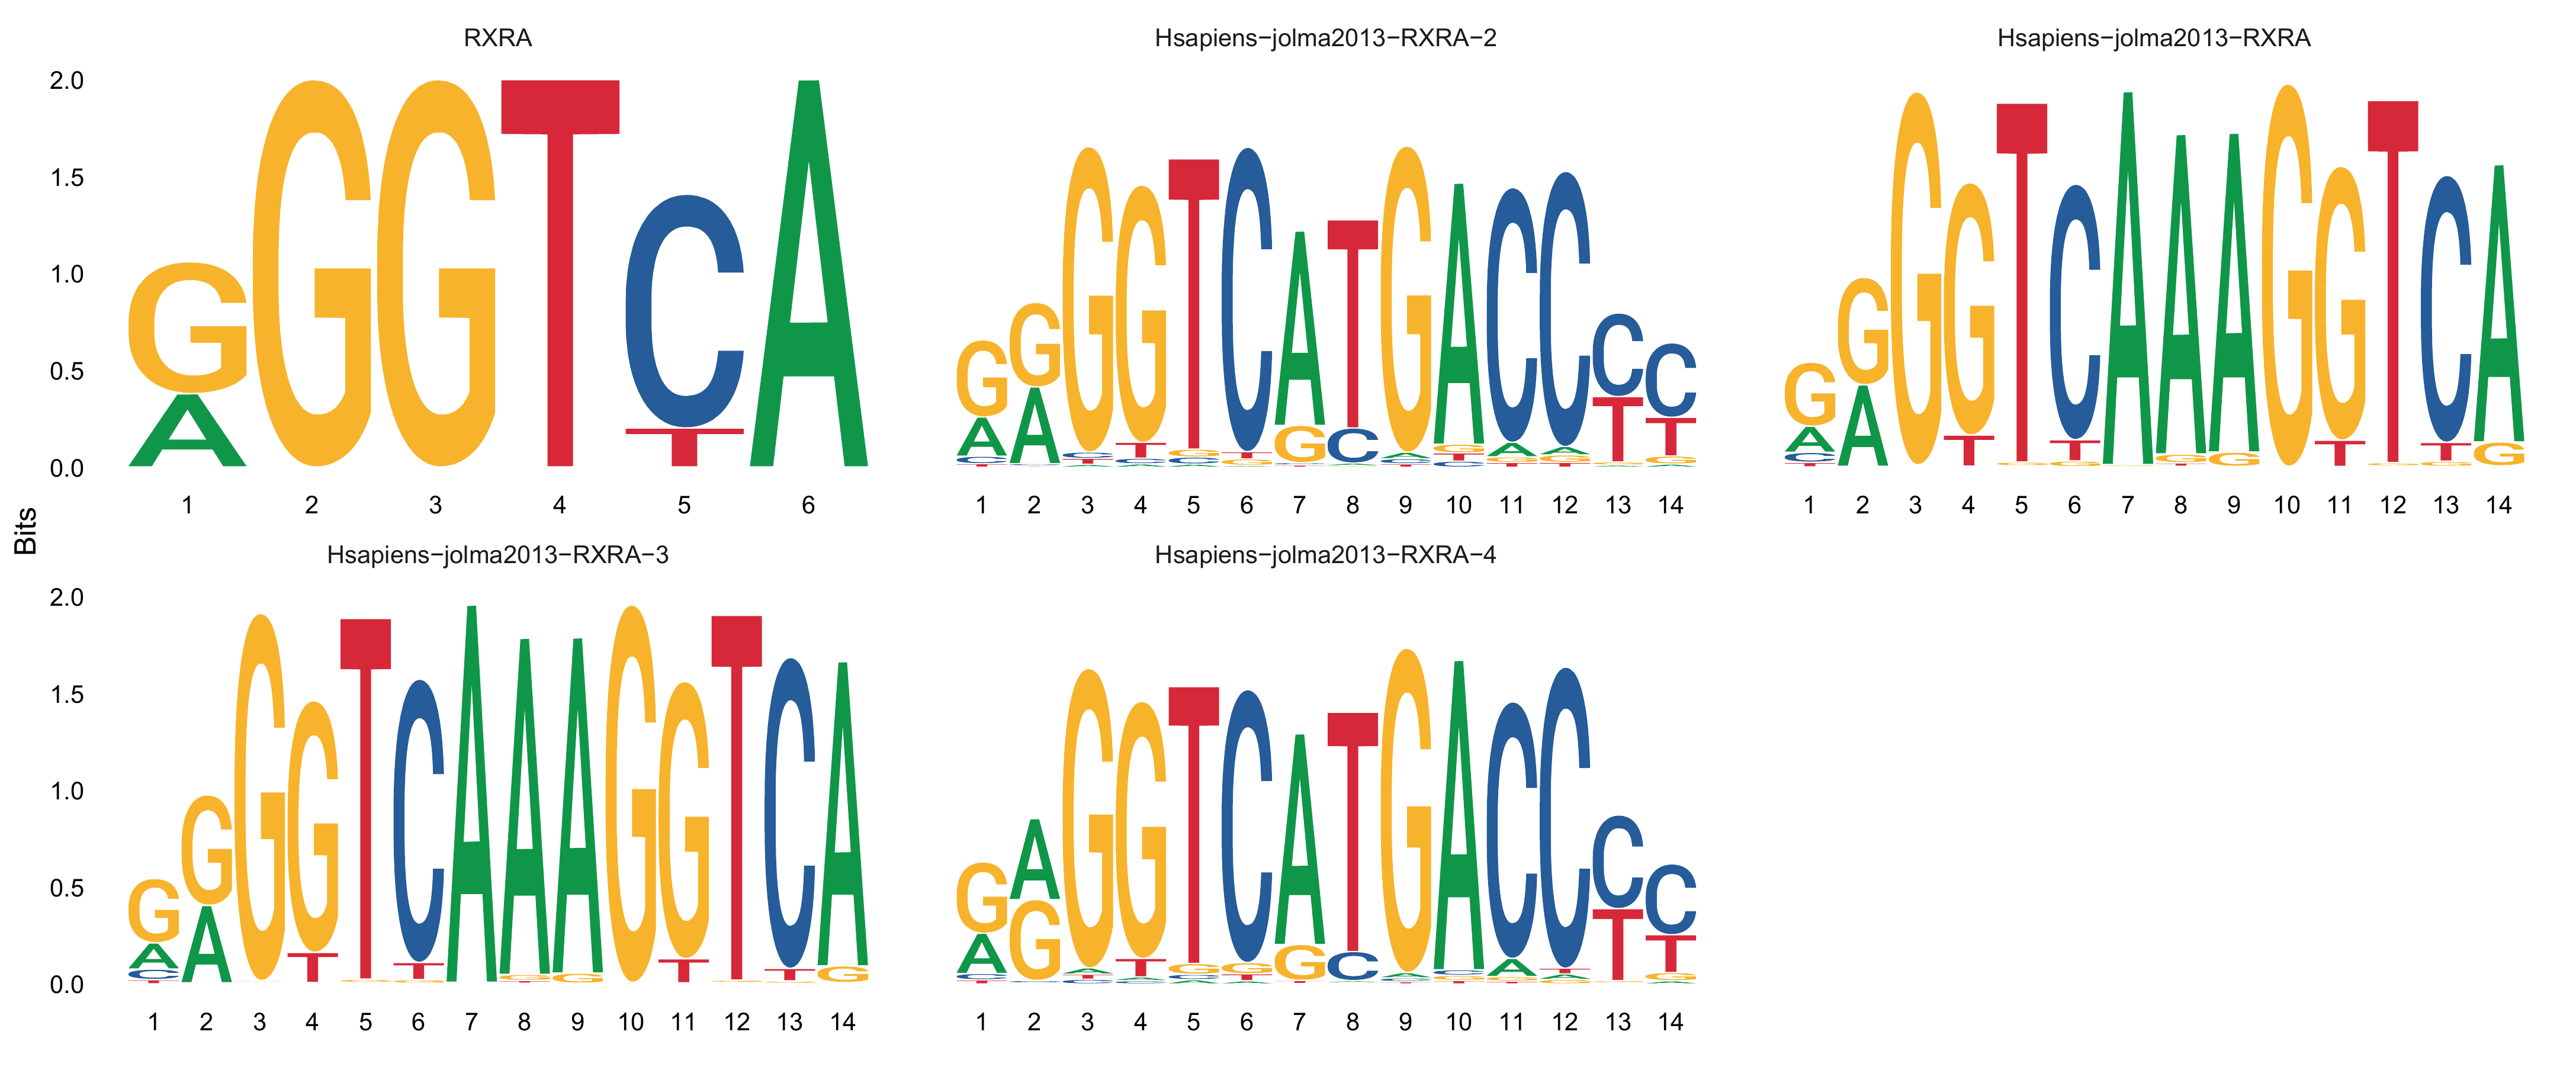 RXRA
Hsapiens−jolma2013−RXRA−2
Hsapiens−jolma2013−RXRA
Bits
2.0
1.5
1.0
0.5
0.0
GGGTCA
A T
1 2 3 4 5 6
GGGGTCATGACCCC
1 2 3 4 5 6 7 8 9 10 11 12 13 14
GGGGTCAAAGGTCA
1 2 3 4 5 6 7 8 9 10 11 12 13 14
Hsapiens−jolma2013−RXRA−3
Hsapiens−jolma2013−RXRA−4
2.0
1.5
1.0
0.5
0.0
GGGGTCAAAGGTCA
1 2 3 4 5 6 7 8 9 10 11 12 13 14
GAGGTCATGACCCC
1 2 3 4 5 6 7 8 9 10 11 12 13 14